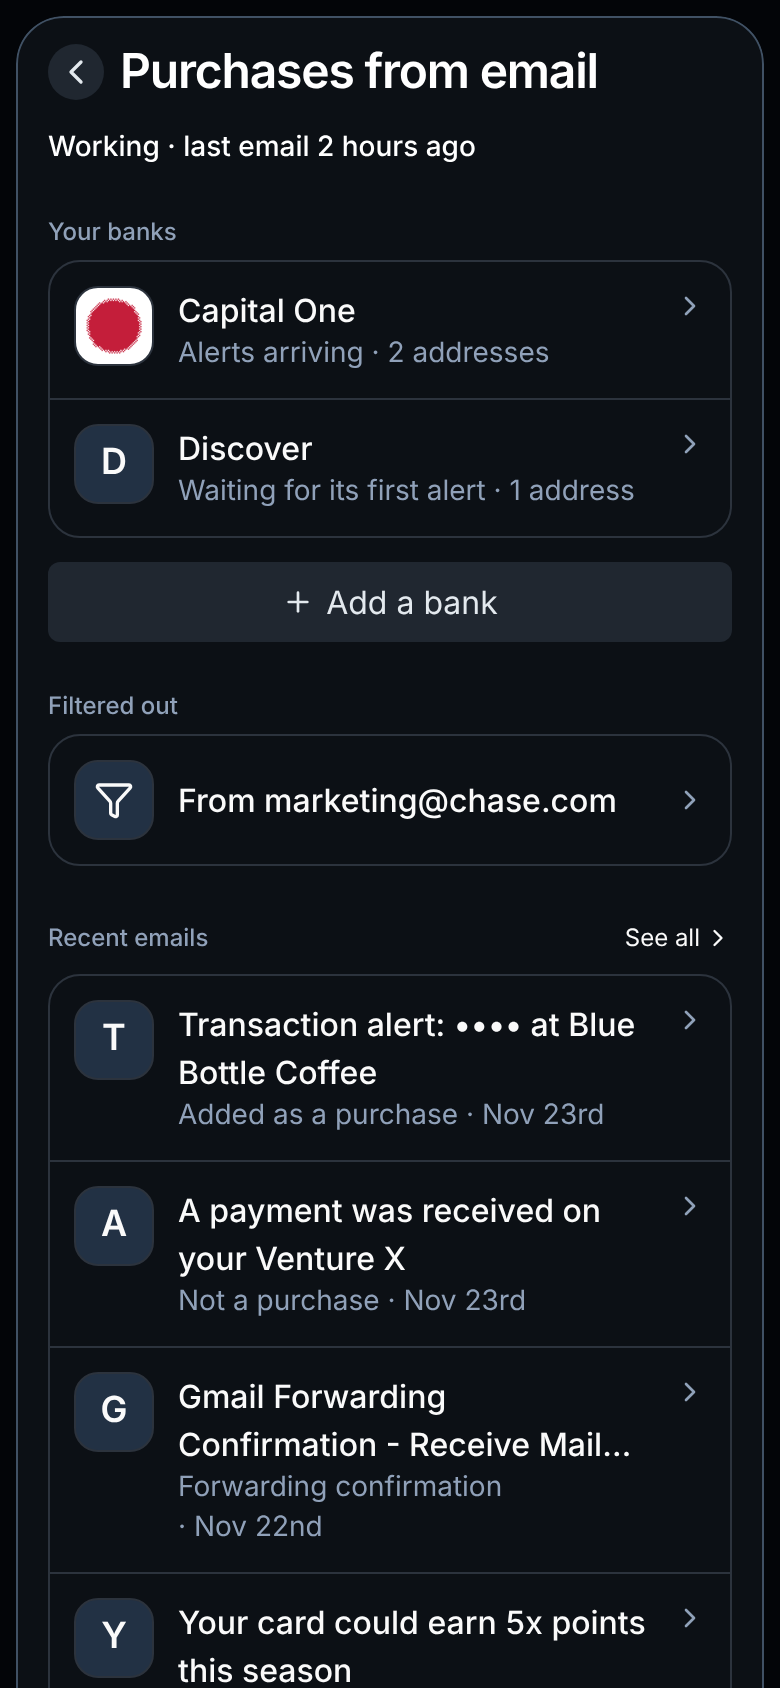 Purchases from email
Working · last email 2 hours ago
Your banks
Capital One
Alerts arriving · 2 addresses
D
Discover
Waiting for its first alert · 1 address
+ Add a bank
Filtered out
From marketing@chase.com
Recent emails
See all
T
Transaction alert: •••• at Blue
Bottle Coffee
Added as a purchase · Nov 23rd
A
A payment was received on
your Venture X
Not a purchase · Nov 23rd
G
Gmail Forwarding
Confirmation - Receive Mail...
Forwarding confirmation
· Nov 22nd
Y
Your card could earn 5x points
this season